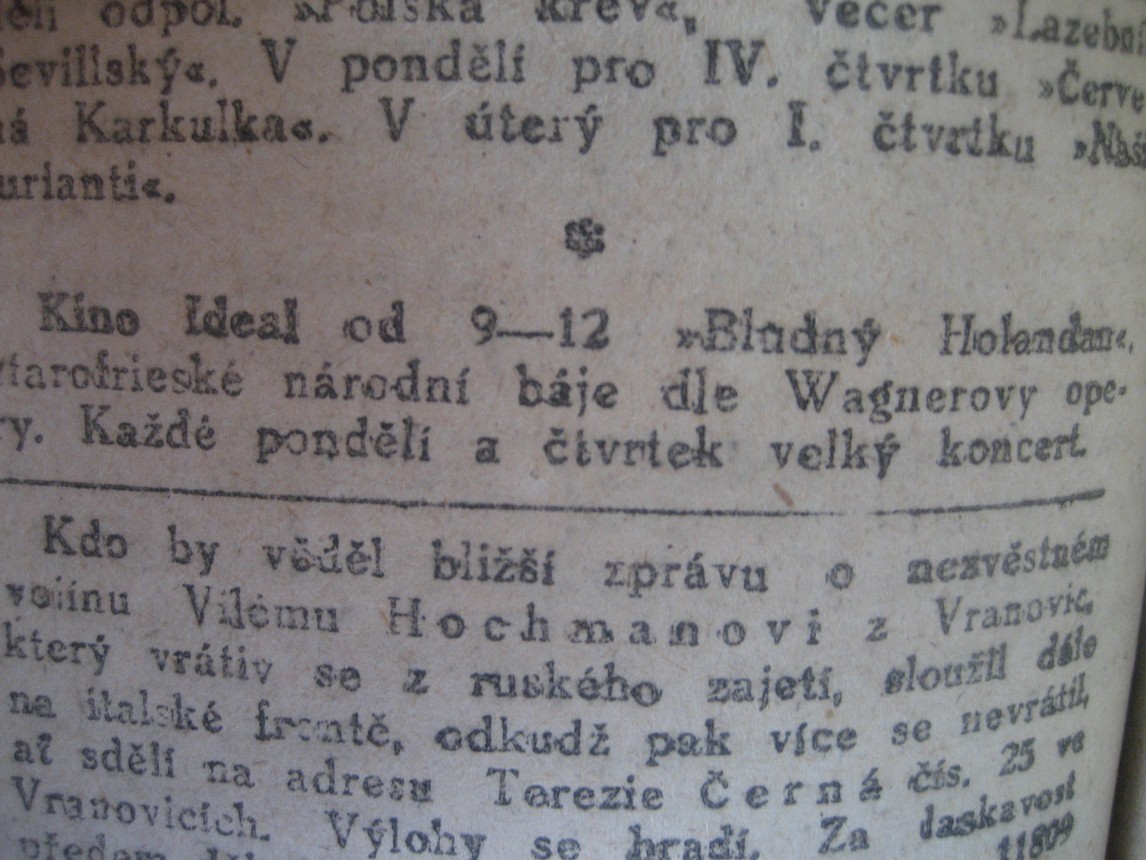 odpol. »Polská krev«, večer »Lazebn
Sevillský«. V pondělí pro IV. čtvrtku »Červe-
ná Karkulka«. V úterý pro I. čtvrtku »Naš
urianti«.
Kino Ideal od 9—12 »Bludný Holanďan«,
starofrieské národní báje dle Wagnerovy ope-
ry. Každé pondělí a čtvrtek velký koncert.
Kdo by věděl bližší zprávu o nezvěstném
vojínu Vilému Hochmanovi z Vranovic,
který vrátiv se z ruského zajetí, sloužil dále
na italské frontě, odkudž pak více se nevrátil,
ať sdělí na adresu Terezie Černá čís. 25 ve
Vranovicích. Výlohy se hradí. Za laskavost
předem 11809